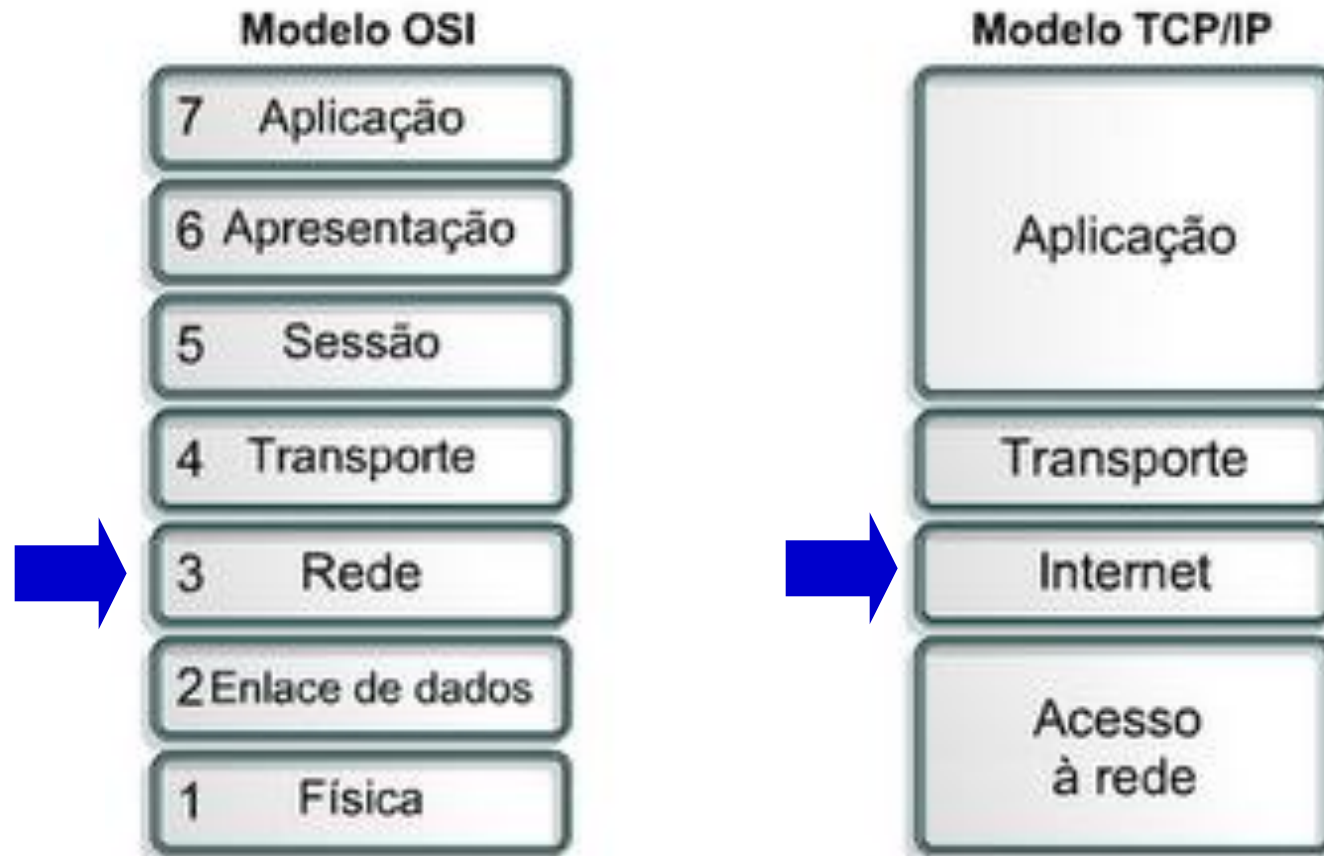 Modelo OSI
7 Aplicação
6 Apresentação
5 Sessão
4 Transporte
3 Rede
2 Enlace de dados
1 Física
Modelo TCP/IP
Aplicação
Transporte
Internet
Acesso
à rede